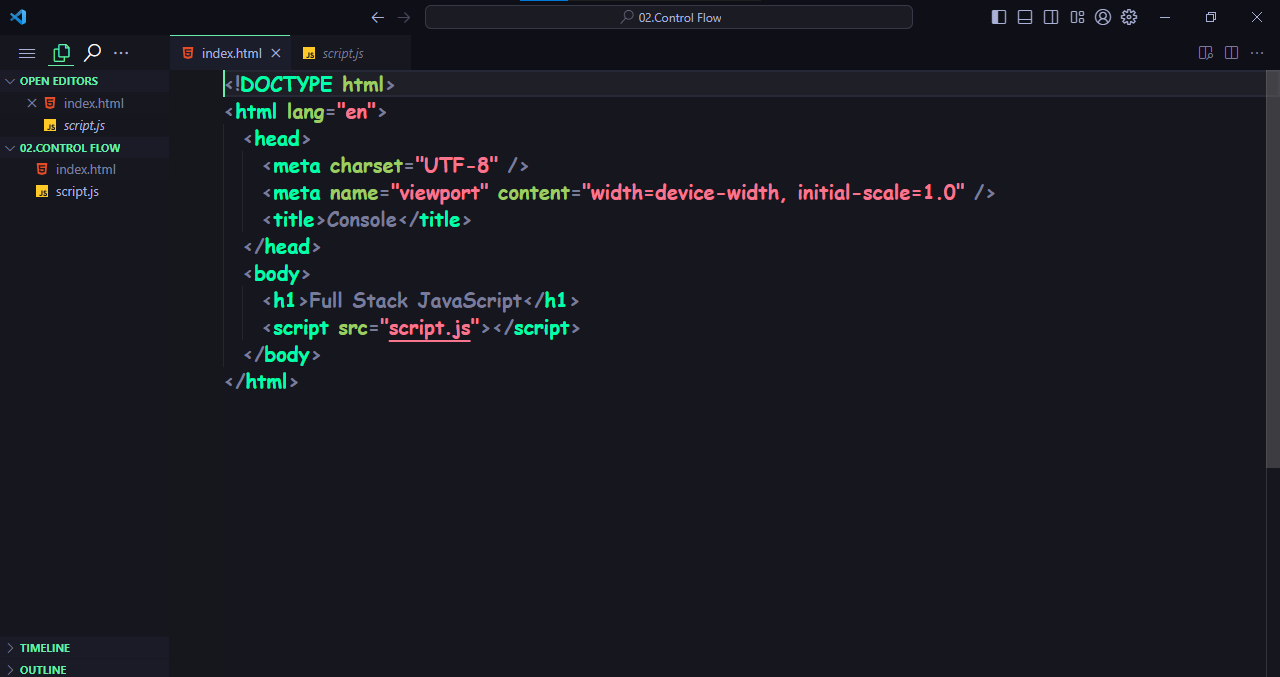 02.Control Flow
index.html
script.js
OPEN EDITORS
index.html
script.js
02.CONTROL FLOW
index.html
script.js
<!DOCTYPE html>
<html lang="en">
<head>
<meta charset="UTF-8" />
<meta name="viewport" content="width=device-width, initial-scale=1.0" />
<title>Console</title>
</head>
<body>
<h1>Full Stack JavaScript</h1>
<script src="script.js"></script>
</body>
</html>
TIMELINE
OUTLINE